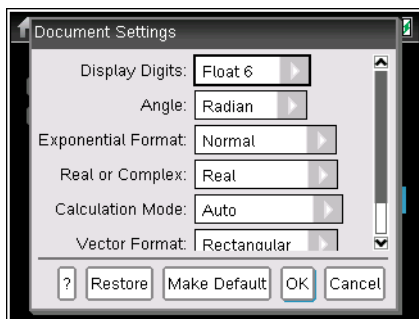 Document Settings
Display Digits: Float 6
Angle: Radian
Exponential Format: Normal
Real or Complex: Real
Calculation Mode: Auto
Vector Format: Rectangular
? Restore Make Default OK Cancel